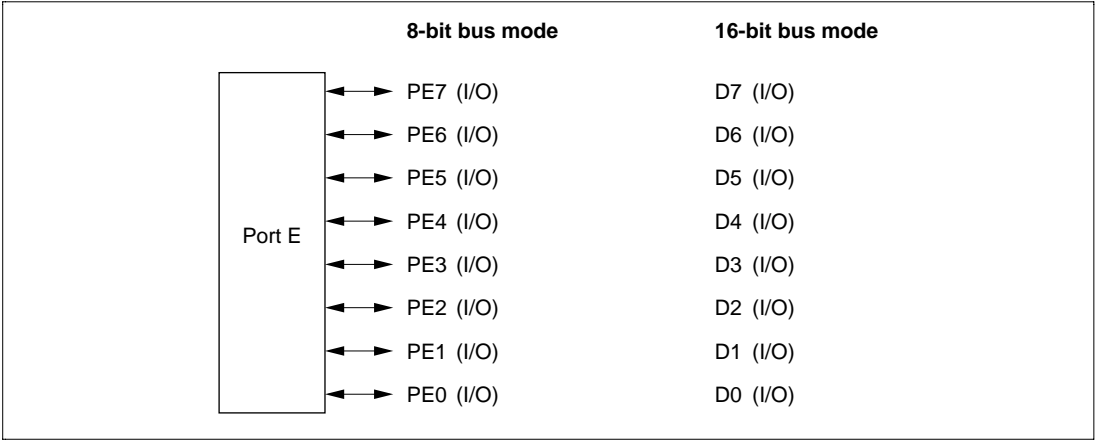 8-bit bus mode 16-bit bus mode
PE7 (I/O) D7 (I/O)
PE6 (I/O) D6 (I/O)
PE5 (I/O) D5 (I/O)
PE4 (I/O) D4 (I/O)
Port E
PE3 (I/O) D3 (I/O)
PE2 (I/O) D2 (I/O)
PE1 (I/O) D1 (I/O)
PE0 (I/O) D0 (I/O)